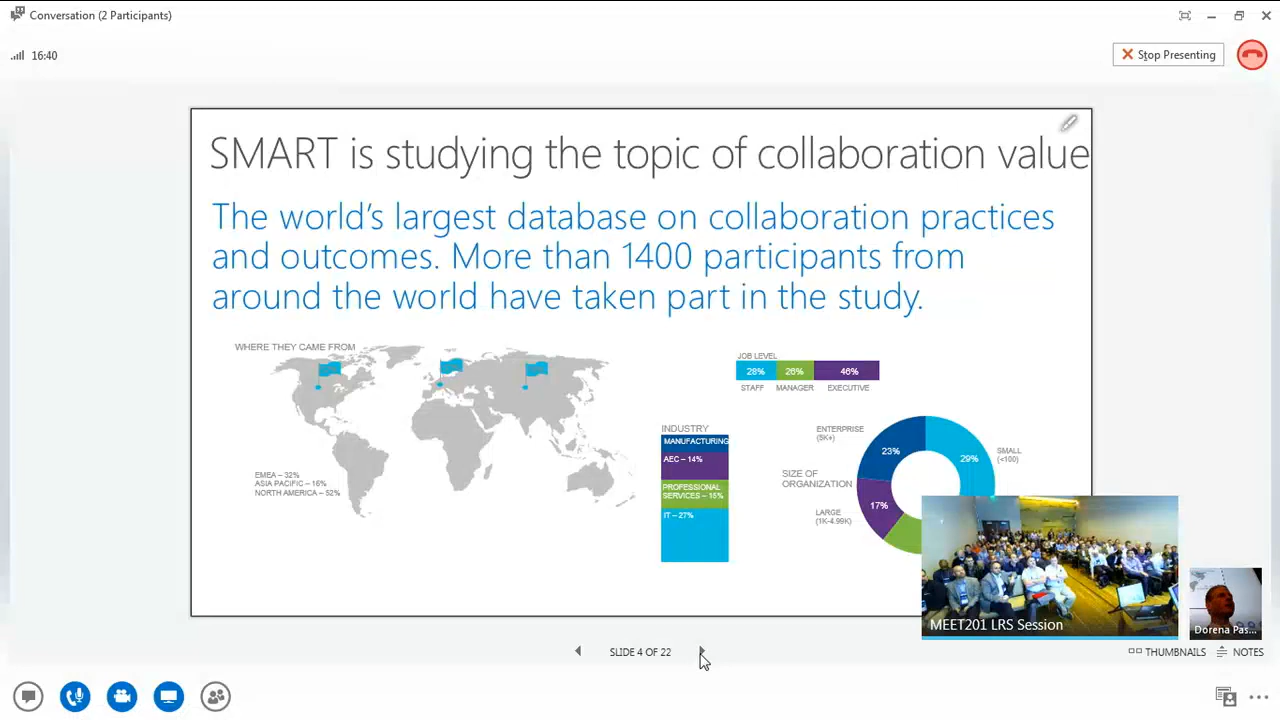 Conversation (2 Participants)
16:40
Stop Presenting
SMART is studying the topic of collaboration value
The world's largest database on collaboration practices
and outcomes. More than 1400 participants from
around the world have taken part in the study.
WHERE THEY CAME FROM
EMEA – 32%
ASIA PACIFIC – 16%
NORTH AMERICA – 52%
JOB LEVEL
28% 26% 46%
STAFF MANAGER EXECUTIVE
INDUSTRY
MANUFACTURING
AEC – 14%
PROFESSIONAL
SERVICES – 15%
IT – 27%
ENTERPRISE
(5K+)
23%
29%
SMALL
(<100)
SIZE OF
ORGANIZATION
17%
LARGE
(1K-4.99K)
MEET201 LRS Session
Dorena Pas...
SLIDE 4 OF 22
THUMBNAILS
NOTES